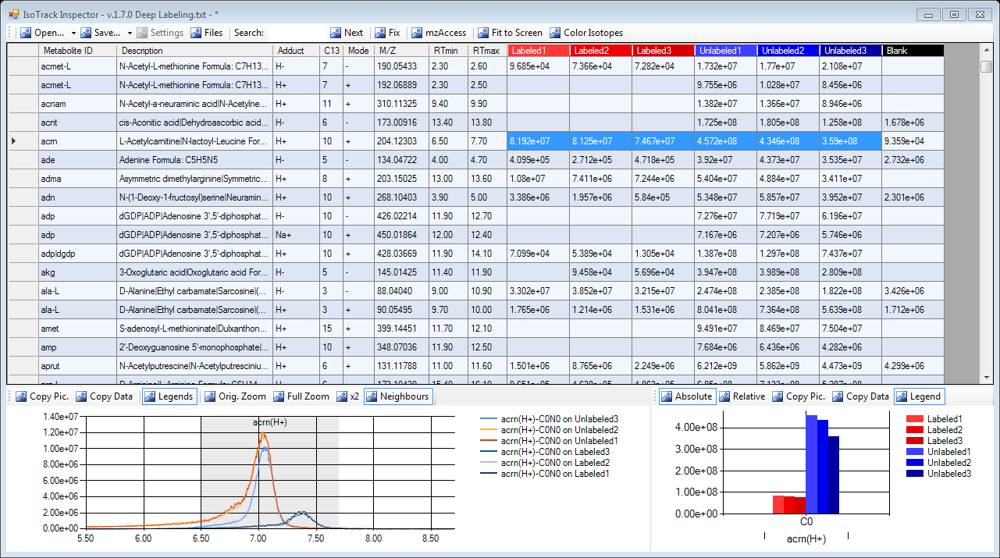 IsoTrack Inspector - v.1.7.0 Deep Labeling.txt - *
Open... Save... Settings Files Search: Next Fix mzAccess Fit to Screen Color Isotopes
Metabolite ID Description Adduct C13 Mode M/Z RTmin RTmax Labeled1 Labeled2 Labeled3 Unlabeled1 Unlabeled2 Unlabeled3 Blank
acmet-L N-Acetyl-L-methionine Formula: C7H13... H- 7 - 190.05433 2.30 2.60 9.685e+04 7.366e+04 7.282e+04 1.732e+07 1.77e+07 2.108e+07
acmet-L N-Acetyl-L-methionine Formula: C7H13... H+ 7 + 192.06889 2.30 2.50 9.755e+06 1.028e+07 8.456e+06
acnam N-Acetyl-a-neuraminic acid|N-Acetylne... H+ 11 + 310.11325 9.40 9.90 1.382e+07 1.366e+07 8.946e+06
acnt cis-Aconitic acid|Dehydroascorbic acid... H- 6 - 173.00916 13.40 13.80 1.725e+08 1.805e+08 1.258e+08 1.678e+06
acrn L-Acetylcarnitine|N-lactoyl-Leucine For... H+ 10 + 204.12303 6.50 7.70 8.192e+07 8.125e+07 7.467e+07 4.572e+08 4.346e+08 3.59e+08 9.359e+04
ade Adenine Formula: C5H5N5 H- 5 - 134.04722 4.00 4.70 4.099e+05 2.712e+05 4.718e+05 3.92e+07 4.373e+07 3.535e+07 2.732e+06
adma Asymmetric dimethylarginine|Symmetric... H+ 8 + 203.15025 13.00 13.60 1.08e+07 7.411e+06 7.244e+06 5.404e+07 4.884e+07 3.411e+07
adn N-(1-Deoxy-1-fructosyl)serine|Neuramin... H+ 10 + 268.10403 3.90 5.00 3.386e+06 1.957e+06 5.84e+05 5.348e+07 5.857e+07 3.952e+07 2.301e+06
adp dGDP|ADP|Adenosine 3',5'-diphosphat... H- 10 - 426.02214 11.90 12.70 7.276e+07 7.719e+07 6.196e+07
adp dGDP|ADP|Adenosine 3',5'-diphosphat... Na+ 10 + 450.01864 12.00 12.40 7.167e+06 7.207e+06 5.746e+06
adp|dgdp dGDP|ADP|Adenosine 3',5'-diphosphat... H+ 10 + 428.03669 11.90 14.10 7.099e+04 5.389e+04 1.305e+04 1.387e+08 1.297e+08 7.437e+07
akg 3-Oxoglutaric acid|Oxoglutaric acid For... H- 5 - 145.01425 11.40 11.90 9.458e+04 5.696e+04 3.947e+08 3.989e+08 2.809e+08
ala-L D-Alanine|Ethyl carbamate|Sarcosine|(... H- 3 - 88.04040 9.00 10.90 3.302e+07 3.852e+07 3.215e+07 2.474e+08 2.385e+08 1.822e+08 3.426e+06
ala-L D-Alanine|Ethyl carbamate|Sarcosine|(... H+ 3 + 90.05495 9.70 10.00 1.765e+06 1.214e+06 1.531e+06 8.041e+08 7.364e+08 5.639e+08 1.712e+06
amet S-adenosyl-L-methioninate|Dulxanthon... H+ 15 + 399.14451 11.70 12.10 9.491e+07 8.469e+07 7.504e+07
amp 2'-Deoxyguanosine 5'-monophosphate|... H+ 10 + 348.07036 11.90 12.50 7.684e+06 6.436e+06 4.282e+06
aprut N-Acetylputrescine|N-Acetylputresciniu... H+ 6 + 131.11788 11.00 11.60 1.501e+06 8.765e+06 2.249e+06 6.212e+09 5.862e+09 4.473e+09 4.299e+06
Copy Pic. Copy Data Legends Orig. Zoom Full Zoom x2 Neighbours Absolute Relative Copy Pic. Copy Data Legend
1.40e+07
1.20e+07
1.00e+07
8.00e+06
6.00e+06
4.00e+06
2.00e+06
0.00e+00
acrn(H+)
5.50 6.00 6.50 7.00 7.50 8.00 8.50
acrn(H+)-C0N0 on Unlabeled3
acrn(H+)-C0N0 on Unlabeled2
acrn(H+)-C0N0 on Unlabeled1
acrn(H+)-C0N0 on Labeled3
acrn(H+)-C0N0 on Labeled2
acrn(H+)-C0N0 on Labeled1
4.00e+08
3.00e+08
2.00e+08
1.00e+08
0.00e+00
C0
acrn(H+)
Labeled1
Labeled2
Labeled3
Unlabeled1
Unlabeled2
Unlabeled3